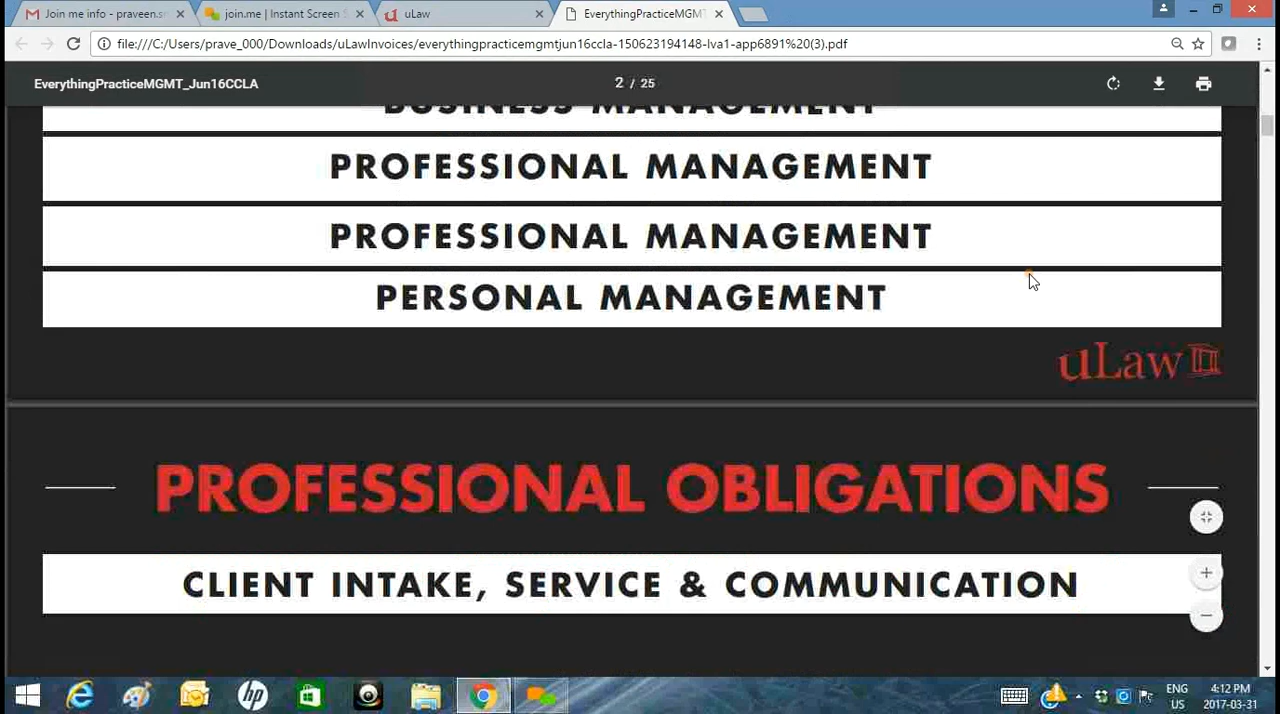 Join me info - praveen.s
join.me | Instant Screen S
uLaw
EverythingPracticeMGMT
file:///C:/Users/prave_000/Downloads/uLawInvoices/everythingpracticemgmtjun16ccla-150623194148-lva1-app6891%20(3).pdf
EverythingPracticeMGMT_Jun16CCLA
2 / 25
BUSINESS MANAGEMENT
PROFESSIONAL MANAGEMENT
PROFESSIONAL MANAGEMENT
PERSONAL MANAGEMENT
uLaw
PROFESSIONAL OBLIGATIONS
CLIENT INTAKE, SERVICE & COMMUNICATION
ENG
US
4:12 PM
2017-03-31